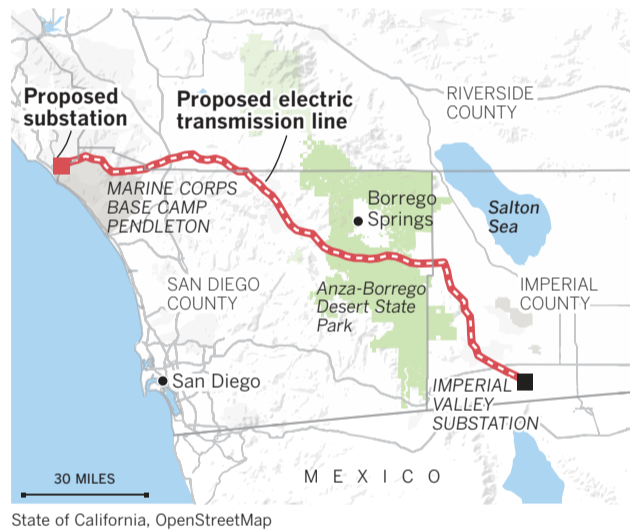 Proposed
substation
Proposed electric
transmission line
RIVERSIDE
COUNTY
MARINE CORPS
BASE CAMP
PENDLETON
Borrego
Springs
Salton
Sea
SAN DIEGO
COUNTY
Anza-Borrego
Desert State
Park
IMPERIAL
COUNTY
San Diego
IMPERIAL
VALLEY
SUBSTATION
30 MILES
MEXICO
State of California, OpenStreetMap